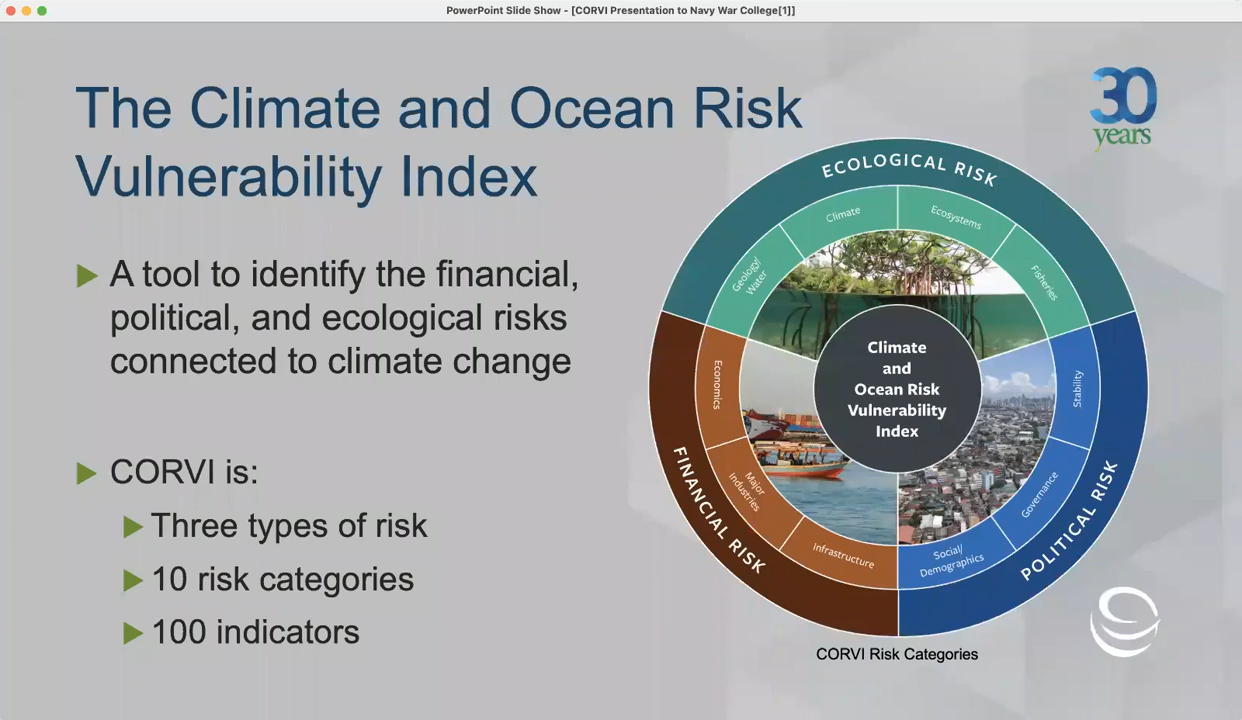 PowerPoint Slide Show - [CORVI Presentation to Navy War College[1]]
The Climate and Ocean Risk
Vulnerability Index
A tool to identify the financial,
political, and ecological risks
connected to climate change
CORVI is:
Three types of risk
10 risk categories
100 indicators
30
years
ECOLOGICAL RISK
Geology/
Water
Climate
Ecosystems
Fisheries
FINANCIAL RISK
Economics
Major
Industries
Infrastructure
POLITICAL RISK
Stability
Governance
Social/
Demographics
Climate
and
Ocean Risk
Vulnerability
Index
CORVI Risk Categories